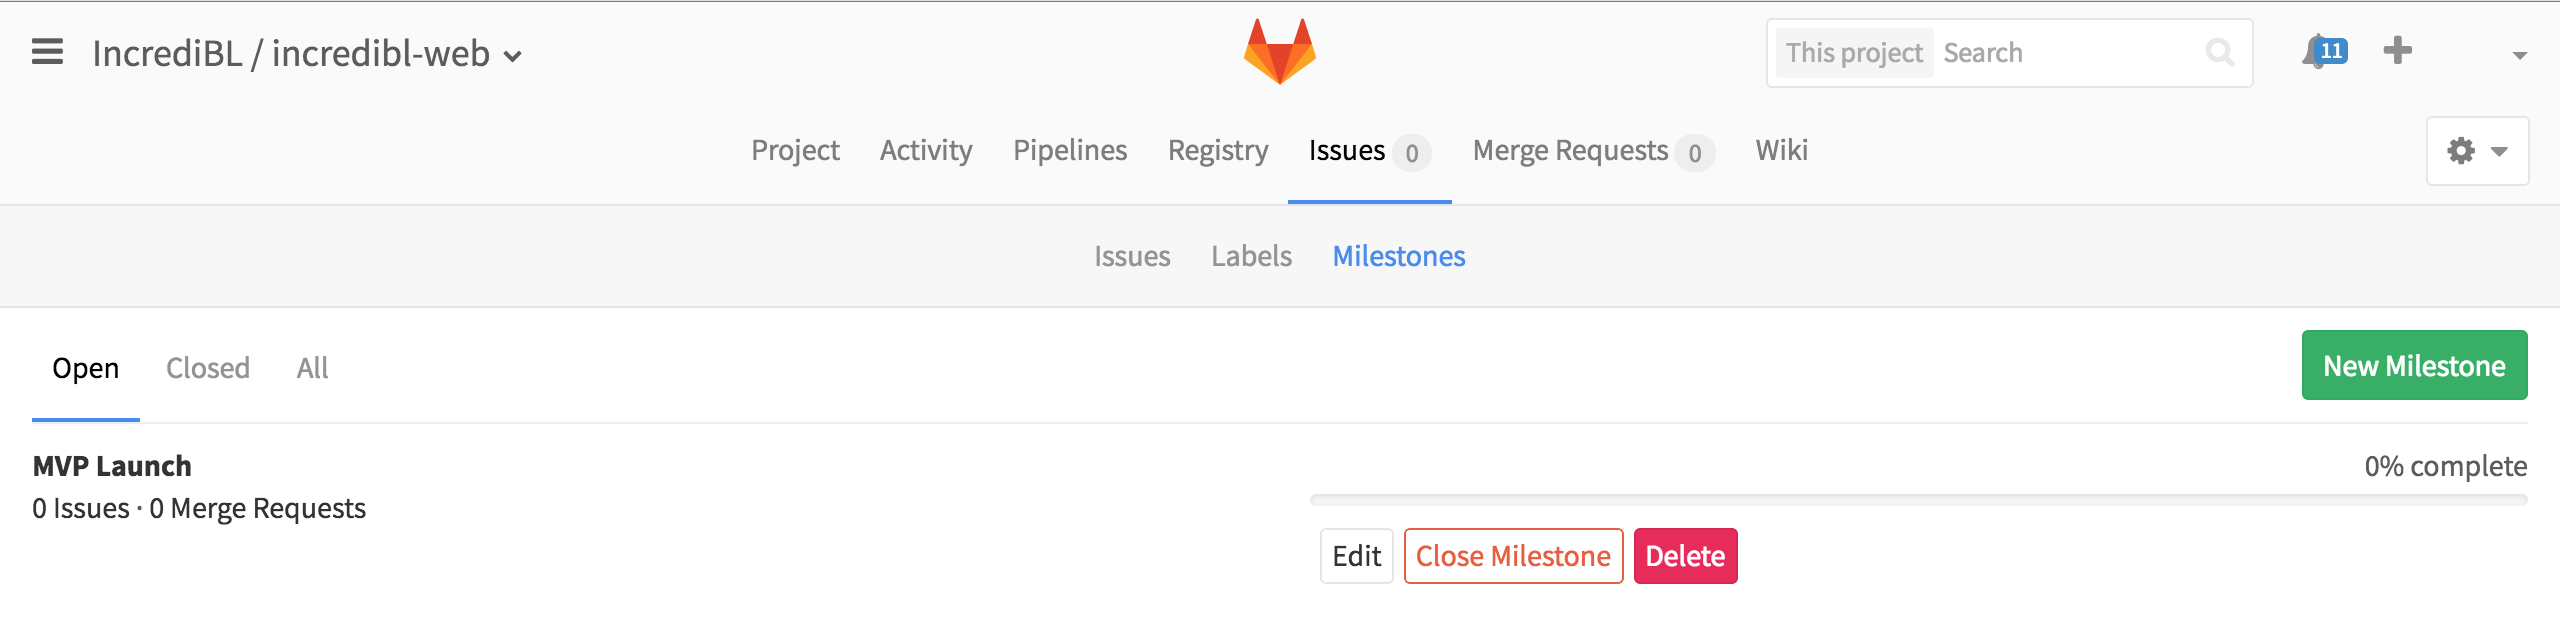 IncrediBL / incredibl-web
This project Search
11
Project Activity Pipelines Registry Issues 0 Merge Requests 0 Wiki
Issues Labels Milestones
Open Closed All
New Milestone
MVP Launch
0% complete
0 Issues · 0 Merge Requests
Edit Close Milestone Delete